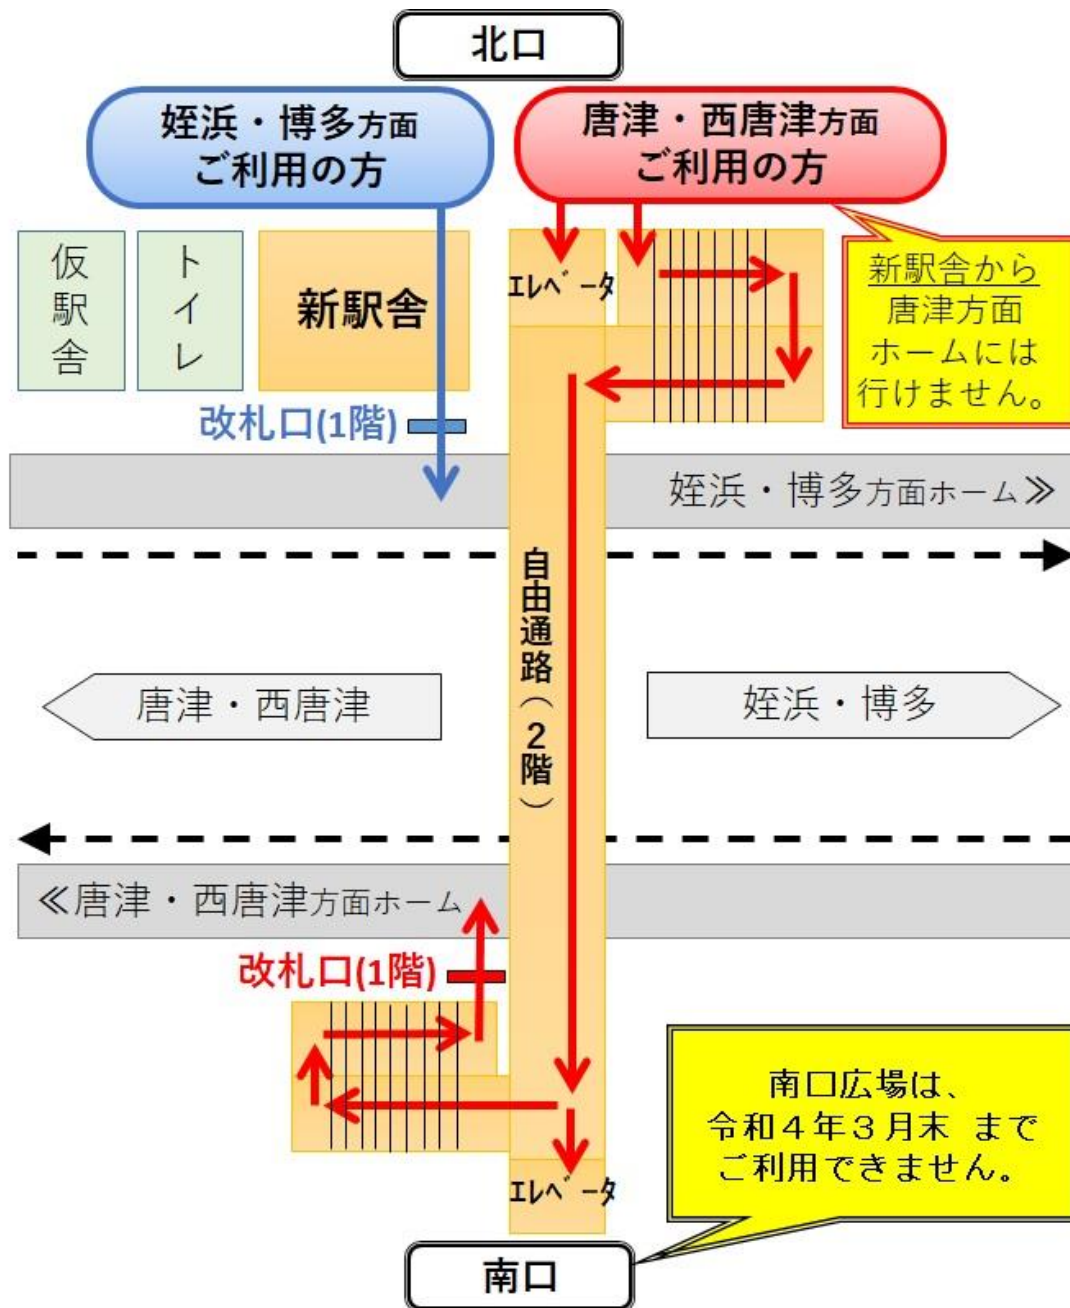 北口
姪浜・博多方面
ご利用の方
唐津・西唐津方面
ご利用の方
仮駅舎
トイレ
新駅舎
エレベータ
新駅舎から
唐津方面
ホームには
行けません。
改札口(1階)
姪浜・博多方面ホーム≫
自由通路(2階)
唐津・西唐津
姪浜・博多
≪唐津・西唐津方面ホーム
改札口(1階)
南口広場は、
令和4年3月末 まで
ご利用できません。
エレベータ
南口